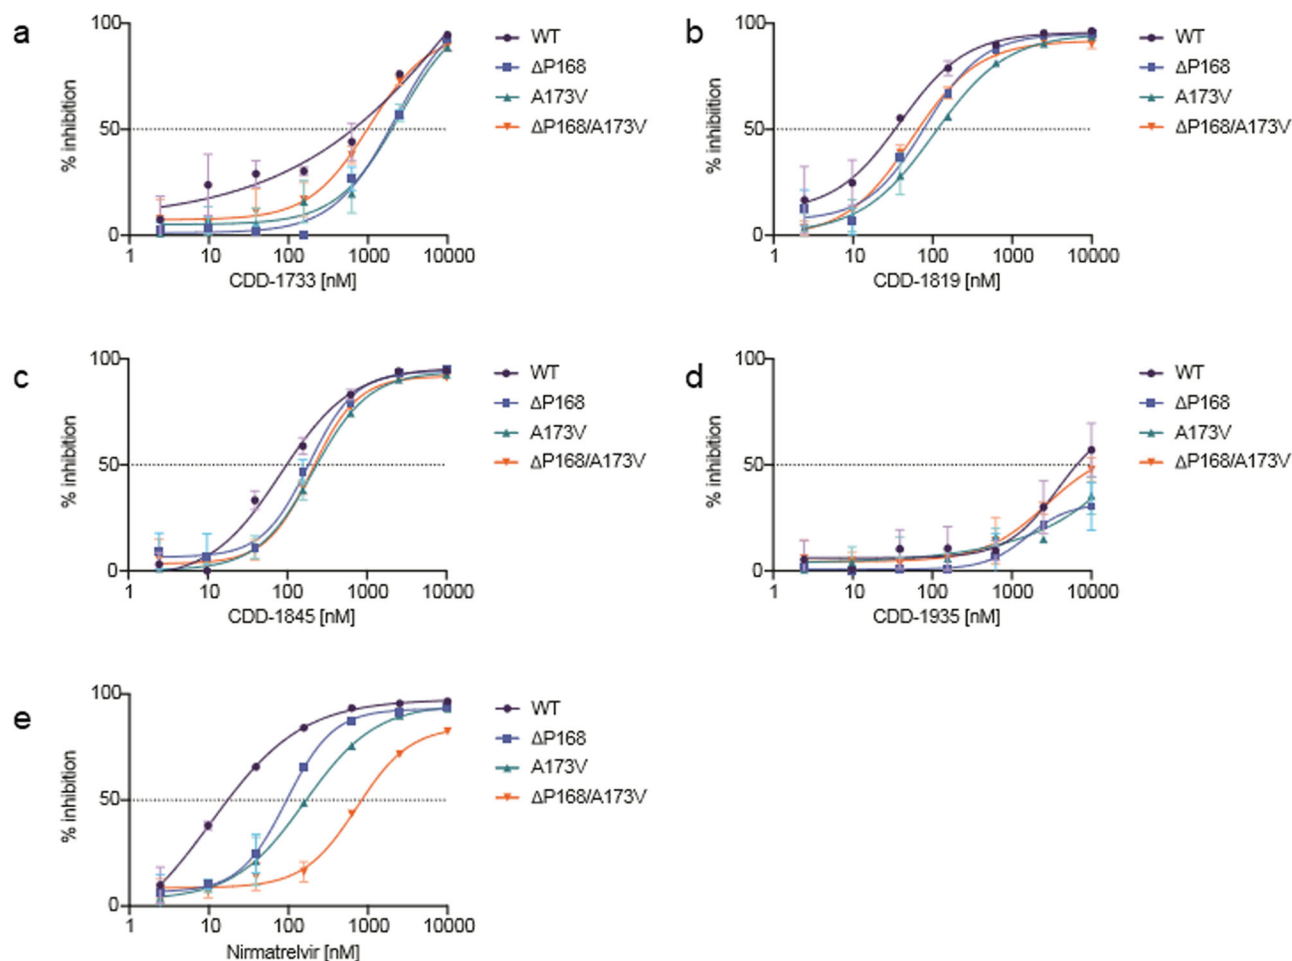 a
100
50
0
% inhibition
1 10 100 1000 10000
CDD-1733 [nM]
WT
ΔP168
A173V
ΔP168/A173V
b
100
50
0
% inhibiition
1 10 100 1000 10000
CDD-1819 [nM]
WT
ΔP168
A173V
ΔP168/A173V
c
100
50
0
% inhibition
1 10 100 1000 10000
CDD-1845 [nM]
WT
ΔP168
A173V
ΔP168/A173V
d
100
50
0
% inhibition
1 10 100 1000 10000
CDD-1935 [nM]
WT
ΔP168
A173V
ΔP168/A173V
e
100
50
0
% inhibition
1 10 100 1000 10000
Nirmatrelvir [nM]
WT
ΔP168
A173V
ΔP168/A173V